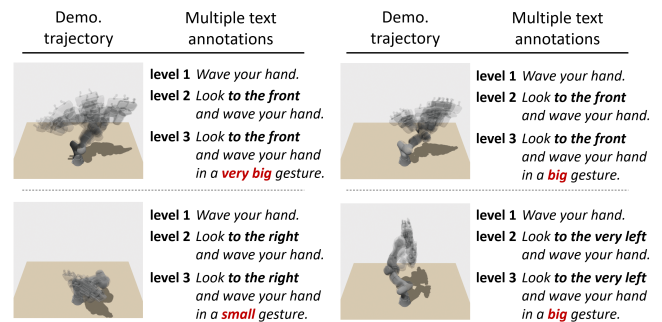 Demo.
trajectory
Multiple text
annotations
Demo.
trajectory
Multiple text
annotations
level 1 Wave your hand.
level 2 Look to the front
and wave your hand.
level 3 Look to the front
and wave your hand
in a very big gesture.
level 1 Wave your hand.
level 2 Look to the front
and wave your hand.
level 3 Look to the front
and wave your hand
in a big gesture.
level 1 Wave your hand.
level 2 Look to the right
and wave your hand.
level 3 Look to the right
and wave your hand
in a small gesture.
level 1 Wave your hand.
level 2 Look to the very left
and wave your hand.
level 3 Look to the very left
and wave your hand
in a big gesture.